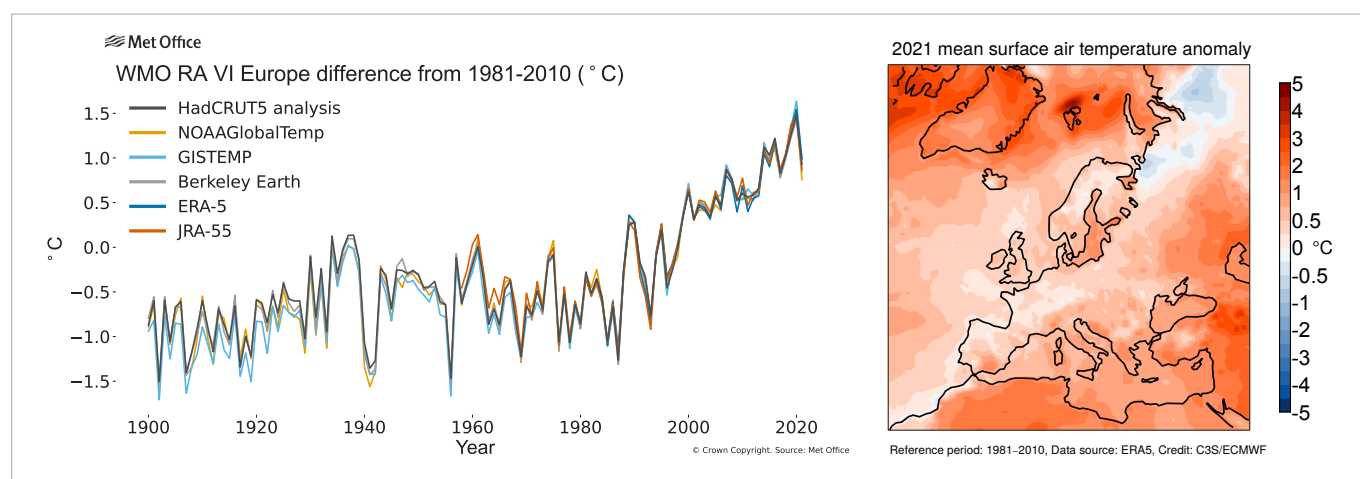 Met Office
WMO RA VI Europe difference from 1981-2010 (°C)
HadCRUT5 analysis
NOAAGlobalTemp
GISTEMP
Berkeley Earth
ERA-5
JRA-55
1.5
1.0
0.5
0.0
−0.5
−1.0
−1.5
°C
1900
1920
1940
1960
1980
2000
2020
Year
© Crown Copyright. Source: Met Office
2021 mean surface air temperature anomaly
5
4
3
2
1
0.5
0
°C
-0.5
-1
-2
-3
-4
-5
Reference period: 1981–2010, Data source: ERA5, Credit: C3S/ECMWF